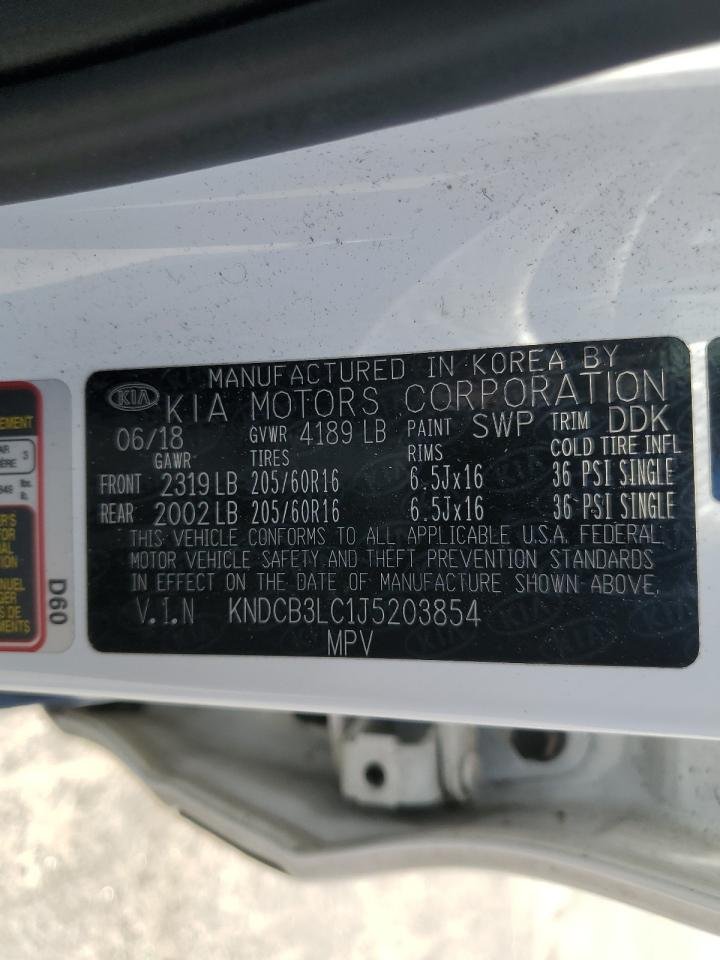 MANUFACTURED IN KOREA BY
KIA KIA MOTORS CORPORATION
06/18 GVWR 4189 LB PAINT SWP TRIM DDK
GAWR TIRES RIMS COLD TIRE INFL
FRONT 2319 LB 205/60R16 6.5Jx16 36 PSI SINGLE
REAR 2002 LB 205/60R16 6.5Jx16 36 PSI SINGLE
THIS VEHICLE CONFORMS TO ALL APPLICABLE U.S.A. FEDERAL
MOTOR VEHICLE SAFETY AND THEFT PREVENTION STANDARDS
IN EFFECT ON THE DATE OF MANUFACTURE SHOWN ABOVE.
V.I.N KNDCB3LC1J5203854
MPV
3
lbs.
D60